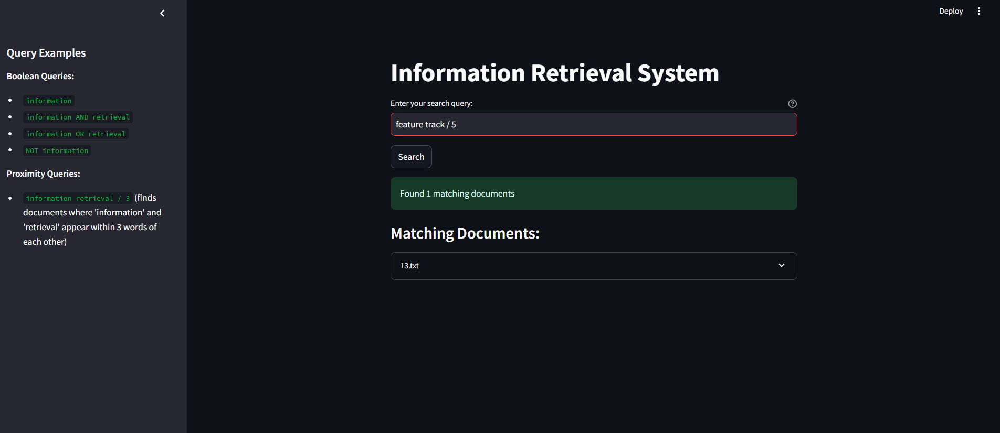 Deploy
Query Examples
Boolean Queries:
information
information AND retrieval
information OR retrieval
NOT information
Proximity Queries:
information retrieval / 3 (finds
documents where 'information' and
'retrieval' appear within 3 words of
each other)
Information Retrieval System
Enter your search query:
feature track / 5
Search
Found 1 matching documents
Matching Documents:
13.txt